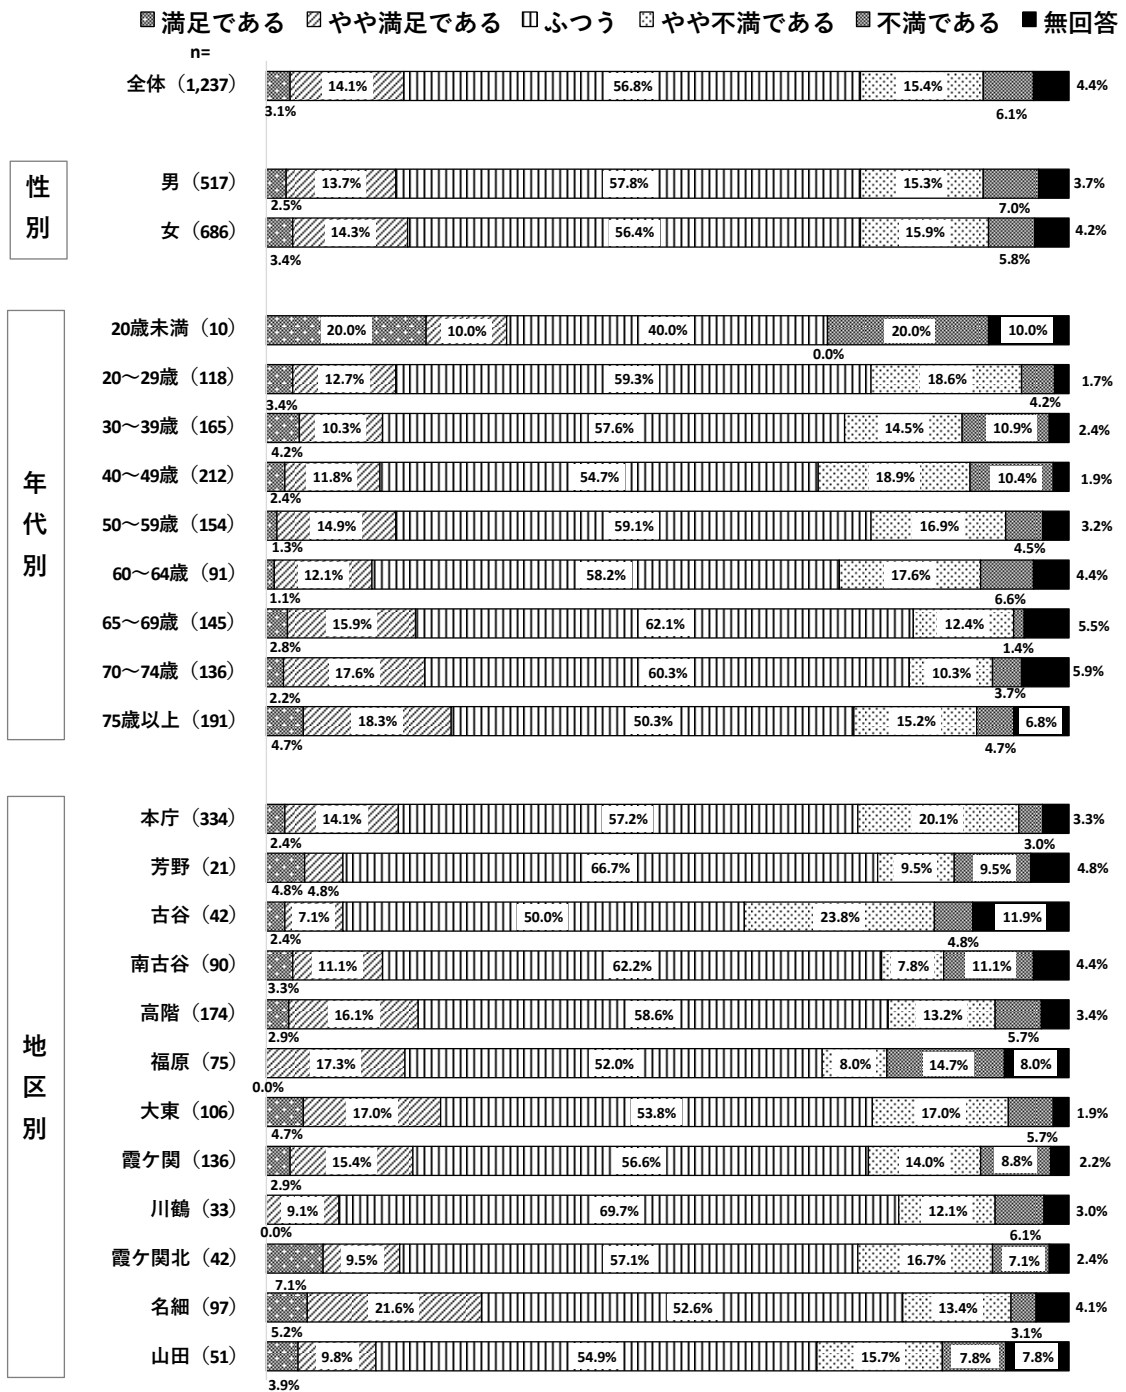 満足である やや満足である ふつう やや不満である 不満である 無回答
n=
全体（1,237） 14.1% 56.8% 15.4% 4.4%
3.1% 6.1%
性別
男（517） 13.7% 57.8% 15.3% 3.7%
2.5% 7.0%
女（686） 14.3% 56.4% 15.9% 4.2%
3.4% 5.8%
年代別
20歳未満（10） 20.0% 10.0% 40.0% 20.0% 10.0%
0.0%
20～29歳（118） 12.7% 59.3% 18.6% 1.7%
3.4% 4.2%
30～39歳（165） 10.3% 57.6% 14.5% 10.9% 2.4%
4.2%
40～49歳（212） 11.8% 54.7% 18.9% 10.4% 1.9%
2.4%
50～59歳（154） 14.9% 59.1% 16.9% 3.2%
1.3% 4.5%
60～64歳（91） 12.1% 58.2% 17.6% 4.4%
1.1% 6.6%
65～69歳（145） 15.9% 62.1% 12.4% 5.5%
2.8% 1.4%
70～74歳（136） 17.6% 60.3% 10.3% 5.9%
2.2% 3.7%
75歳以上（191） 18.3% 50.3% 15.2% 6.8%
4.7% 4.7%
地区別
本庁（334） 14.1% 57.2% 20.1% 3.3%
2.4% 3.0%
芳野（21） 66.7% 9.5% 9.5% 4.8%
4.8% 4.8%
古谷（42） 7.1% 50.0% 23.8% 11.9%
2.4% 4.8%
南古谷（90） 11.1% 62.2% 7.8% 11.1% 4.4%
3.3%
高階（174） 16.1% 58.6% 13.2% 3.4%
2.9% 5.7%
福原（75） 17.3% 52.0% 8.0% 14.7% 8.0%
0.0%
大東（106） 17.0% 53.8% 17.0% 1.9%
4.7% 5.7%
霞ケ関（136） 15.4% 56.6% 14.0% 8.8% 2.2%
2.9%
川鶴（33） 9.1% 69.7% 12.1% 3.0%
0.0% 6.1%
霞ケ関北（42） 9.5% 57.1% 16.7% 7.1% 2.4%
7.1%
名細（97） 21.6% 52.6% 13.4% 4.1%
5.2% 3.1%
山田（51） 9.8% 54.9% 15.7% 7.8% 7.8%
3.9%